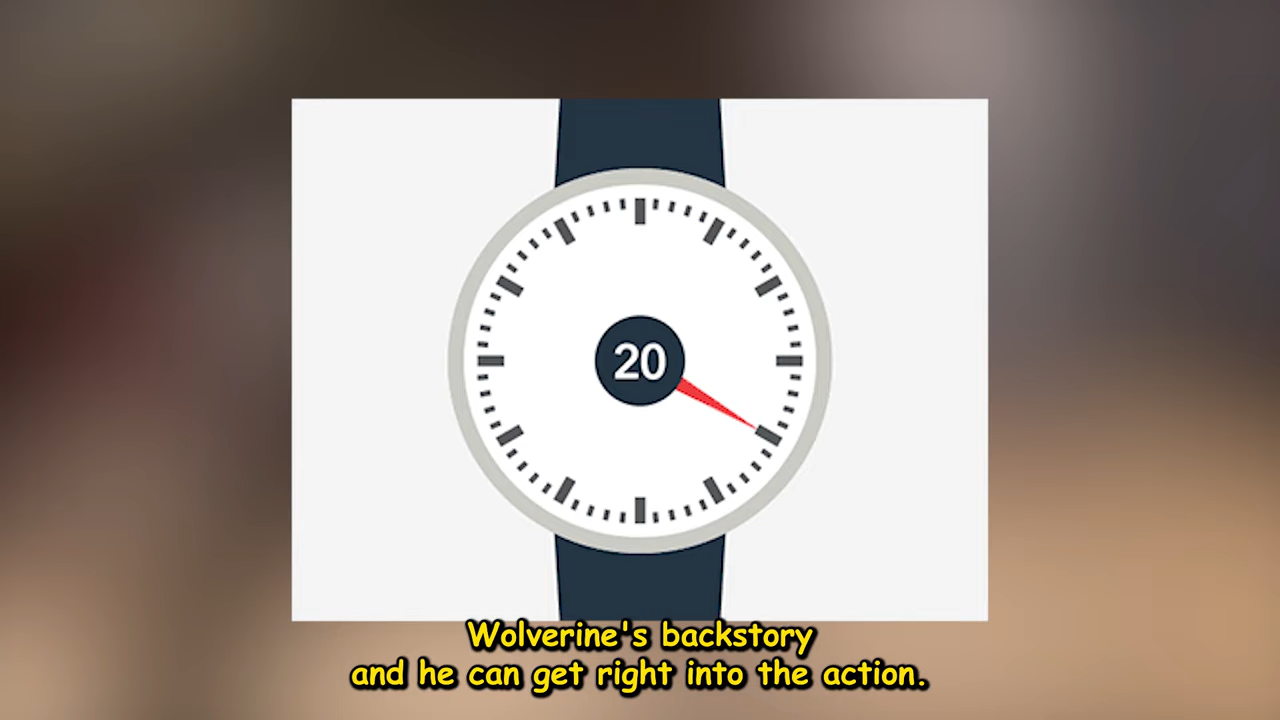 20
Wolverine's backstory
and he can get right into the action.